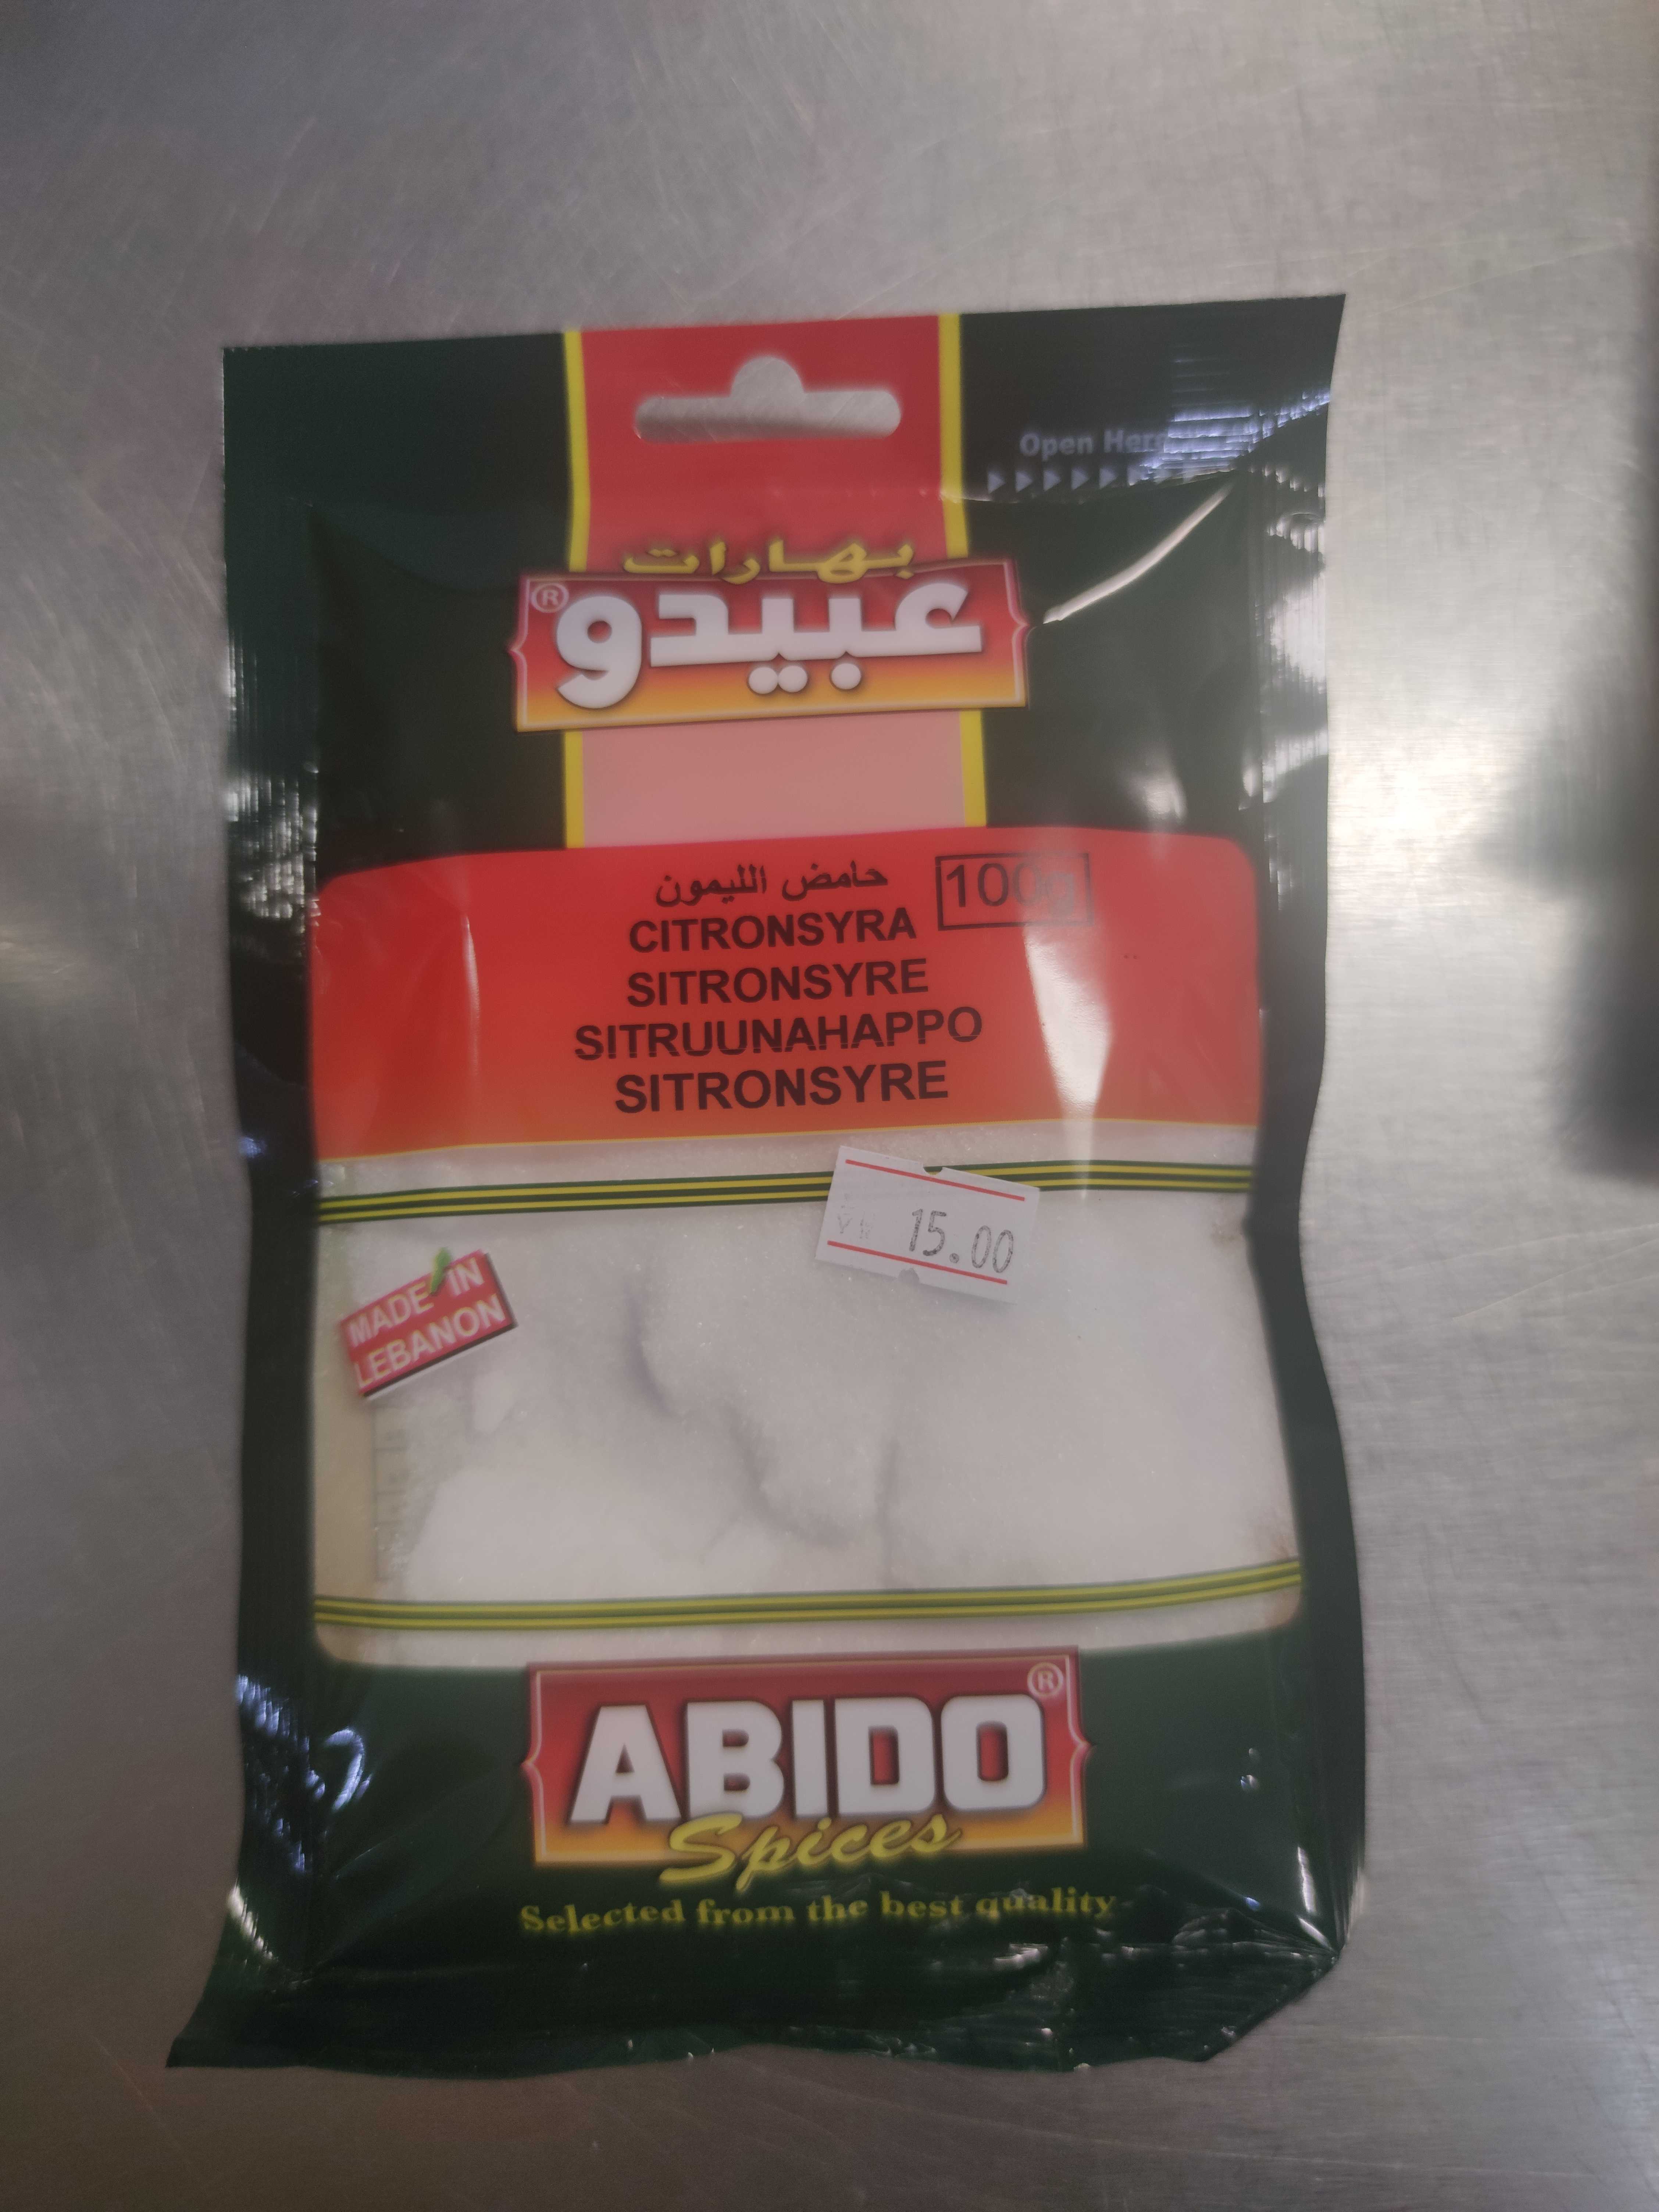 Open Here
بهارات
عبيدو®
حامض الليمون
100g
CITRONSYRA
SITRONSYRE
SITRUUNAHAPPO
SITRONSYRE
15.00
MADE IN
LEBANON
ABIDO®
Spices
Selected from the best quality